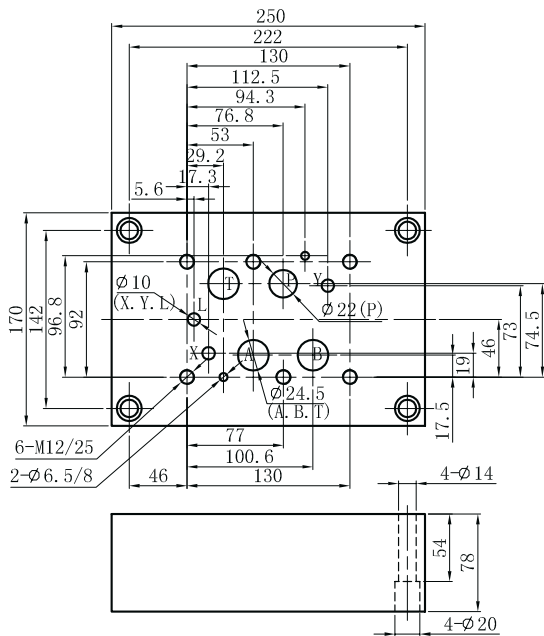 250
222
130
112.5
94.3
76.8
53
29.2
17.3
5.6
170
142
96.8
92
Ø10
(X.Y.L)
T
P
Y
L
X
A
B
Ø22(P)
Ø24.5
(A.B.T)
46
73
74.5
19
17.5
6-M12/25
2-Ø6.5/8
77
100.6
46
130
4-Ø14
54
78
4-Ø20